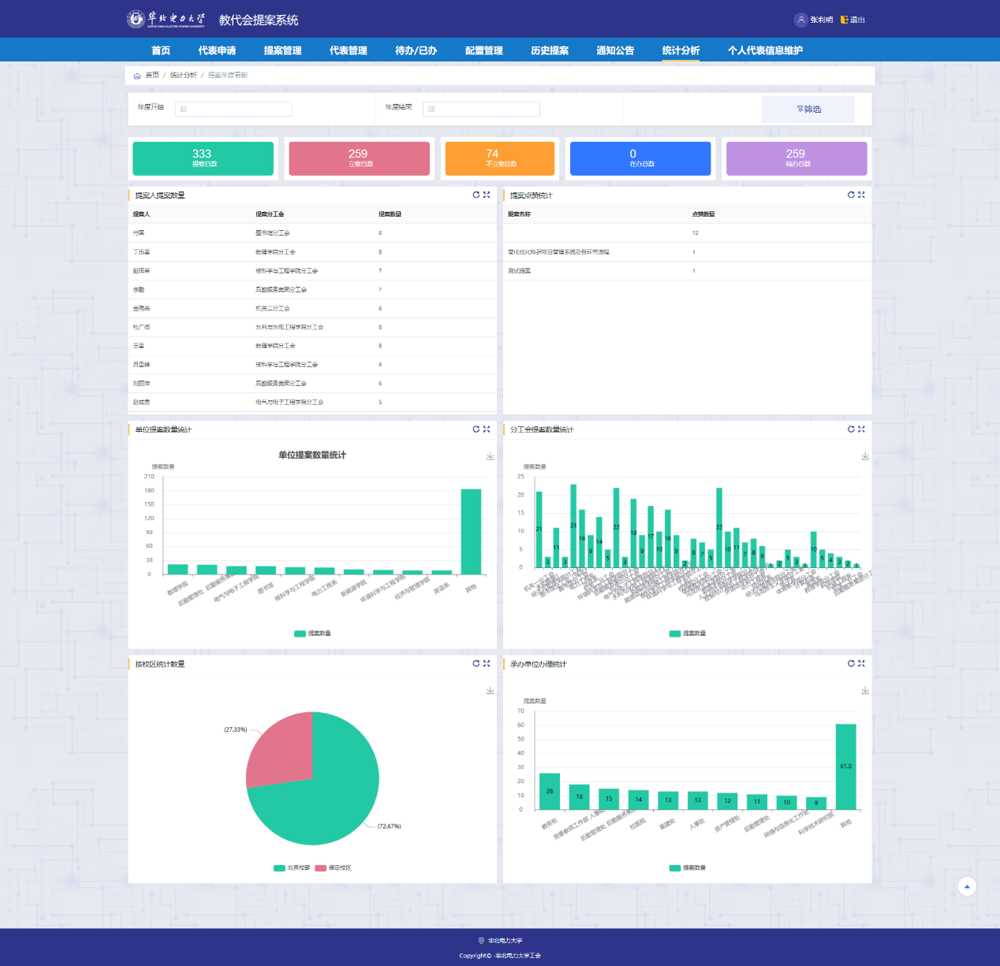 华北电力大学 教代会提案系统
NORTH CHINA ELECTRIC POWER UNIVERSITY
张利明 退出
首页 代表申请 提案管理 代表管理 待办/已办 配置管理 历史提案 通知公告 统计分析 个人代表信息维护
首页 / 统计分析 / 提案年度看板
年度开始 年度结束 筛选
333 259 74 0 259
提案总数 立案总数 不立案总数 在办总数 结办总数
提案人提案数量
提案人 提案分工会 提案数量
图书馆分工会 8
丁迅雷 数理学院分工会 8
核科学与工程学院分工会 7
李鹏 后勤服务集团分工会 7
金海燕 机关二分工会 6
杜广微 水利与水电工程学院分工会 6
王雷 数理学院分工会 6
核科学与工程学院分工会 6
后勤服务集团分工会 6
赵成勇 电气与电子工程学院分工会 5
提案点赞统计
提案名称 点赞数量
12
简化优化科研项目管理系统及各环节流程 1
测试提案 1
单位提案数量统计
单位提案数量统计
提案数量
210
180
150
120
90
60
30
0
数理学院 后勤管理处 后勤服务集团 电气与电子工程学院 图书馆 核科学与工程学院 电力工程系 新能源学院 环境科学与工程学院 经济与管理学院 英语系 其他
提案数量
分工会提案数量统计
提案数量
25
20
15
10
5
0
21 3 11 3 23 16 9 14 5 22 3 19 9 17 10 16 9 2 8 7 5 22 10 11 7 8 6 1 2 5 3 1 10 5 4 3 2 1
提案数量
按校区统计数量
(27.33%)
(72.67%)
北京校部 保定校区
承办单位办理统计
提案数量
70
60
50
40
30
20
10
0
26 18 15 14 13 13 12 11 10 9 61.0
教务处 党委教师工作部 人事处 后勤管理处 后勤服务集团 校医院 基建处 人事处 资产管理处 后勤管理处 网络与信息化工作处 科学技术研究院 其他
提案数量
华北电力大学
Copyright© -华北电力大学工会